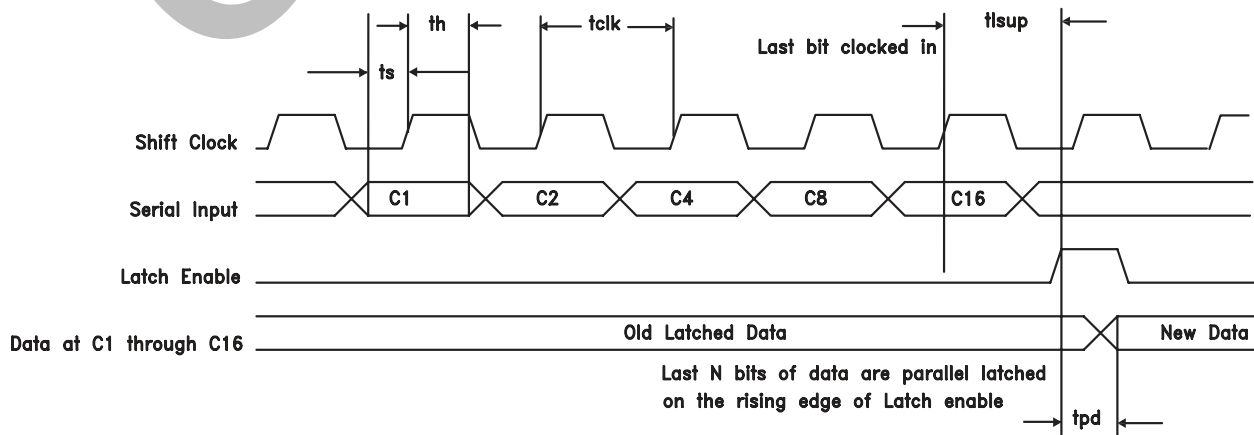 th
tclk
tlsup
Last bit clocked in
ts
Shift Clock
Serial Input
C1
C2
C4
C8
C16
Latch Enable
Data at C1 through C16
Old Latched Data
New Data
Last N bits of data are parallel latched
on the rising edge of Latch enable
tpd